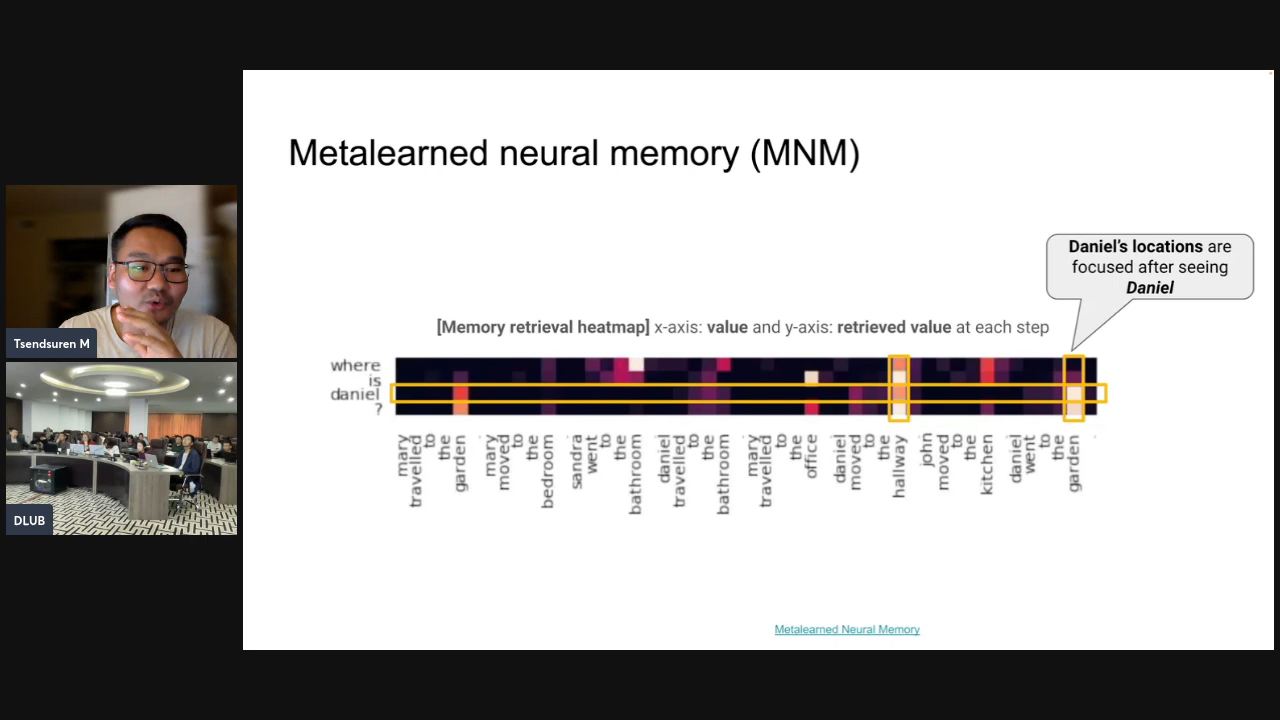 Metalearned neural memory (MNM)
Daniel's locations are
focused after seeing
Daniel
[Memory retrieval heatmap] x-axis: value and y-axis: retrieved value at each step
where
is
daniel
?
mary
travelled
to
the
garden
.
mary
moved
to
the
bedroom
.
sandra
went
to
the
bathroom
.
daniel
travelled
to
the
bathroom
.
mary
travelled
to
the
office
.
daniel
moved
to
the
hallway
.
john
moved
to
the
kitchen
.
daniel
went
to
the
garden
.
Metalearned Neural Memory
Tsendsuren M
DLUB